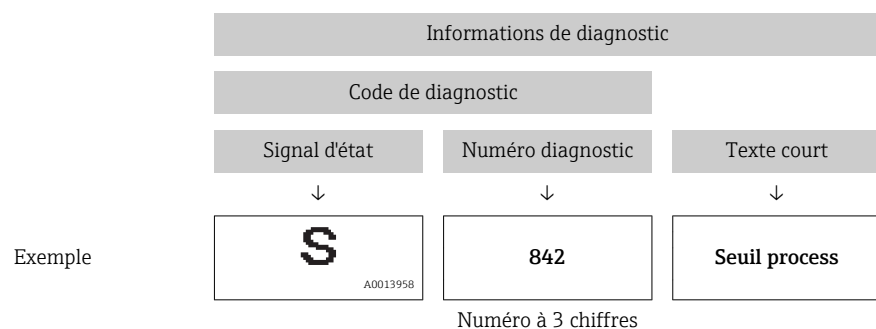 Informations de diagnostic
Code de diagnostic
Signal d'état Numéro diagnostic Texte court
↓ ↓ ↓
Exemple S 842 Seuil process
A0013958
Numéro à 3 chiffres